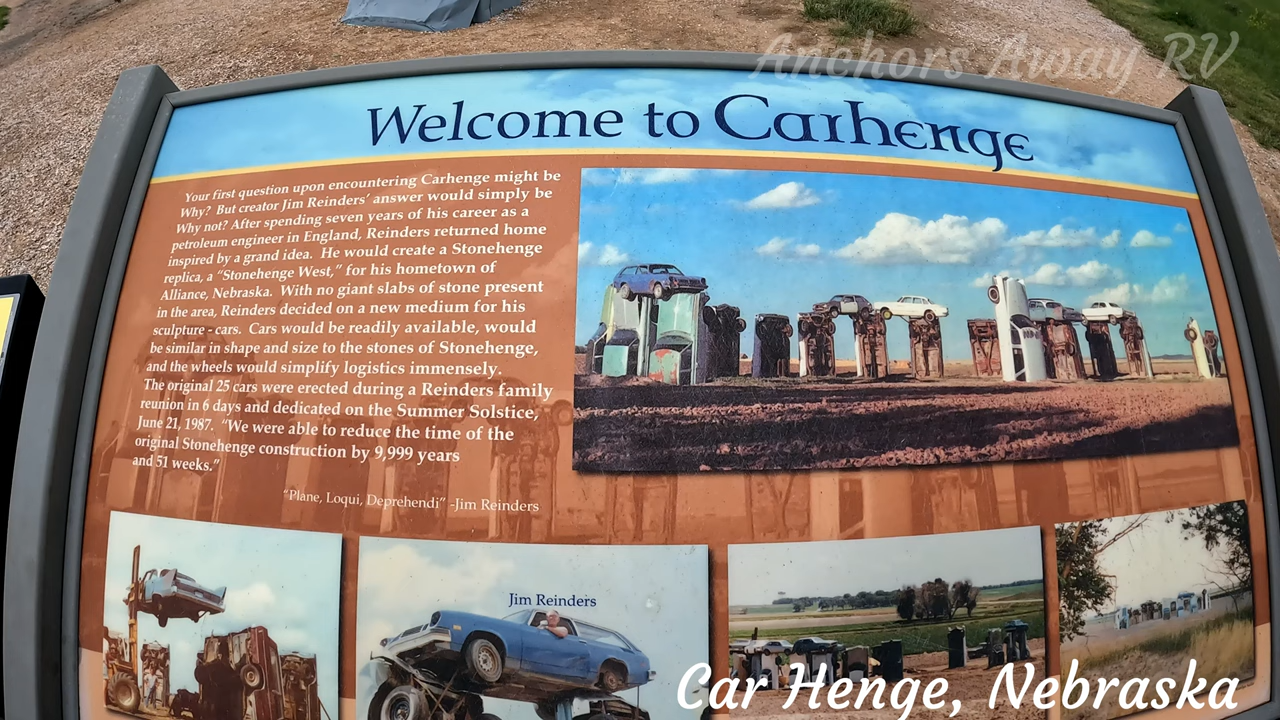 Anchors Away RV
Welcome to Carhenge
Your first question upon encountering Carhenge might be
Why? But creator Jim Reinders' answer would simply be
Why not? After spending seven years of his career as a
petroleum engineer in England, Reinders returned home
inspired by a grand idea. He would create a Stonehenge
replica, a “Stonehenge West,” for his hometown of
Alliance, Nebraska. With no giant slabs of stone present
in the area, Reinders decided on a new medium for his
sculpture - cars. Cars would be readily available, would
be similar in shape and size to the stones of Stonehenge,
and the wheels would simplify logistics immensely.
The original 25 cars were erected during a Reinders family
reunion in 6 days and dedicated on the Summer Solstice,
June 21, 1987. “We were able to reduce the time of the
original Stonehenge construction by 9,999 years
and 51 weeks.”
“Plane, Loqui, Deprehendi” -Jim Reinders
Jim Reinders
Car Henge, Nebraska